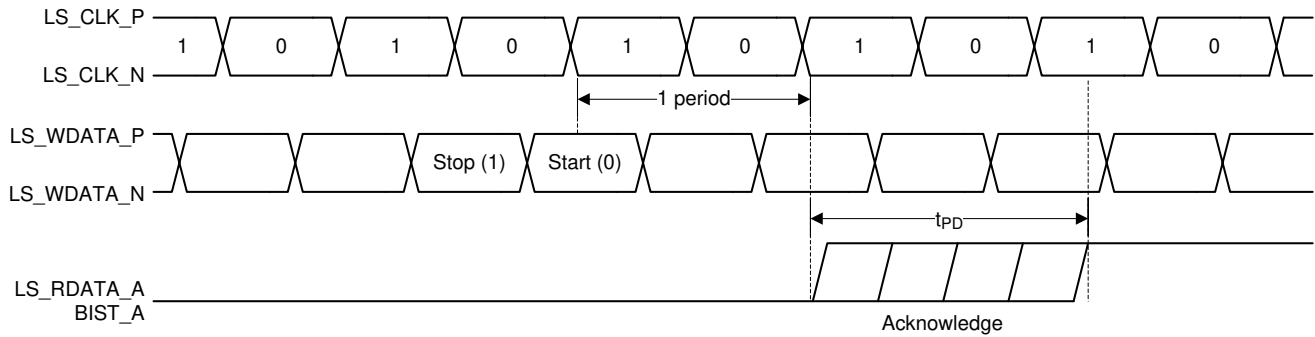 LS_CLK_P
1 0 1 0 1 0 1 0 1 0
LS_CLK_N
1 period
LS_WDATA_P
Stop (1) Start (0)
LS_WDATA_N
tPD
LS_RDATA_A
BIST_A
Acknowledge